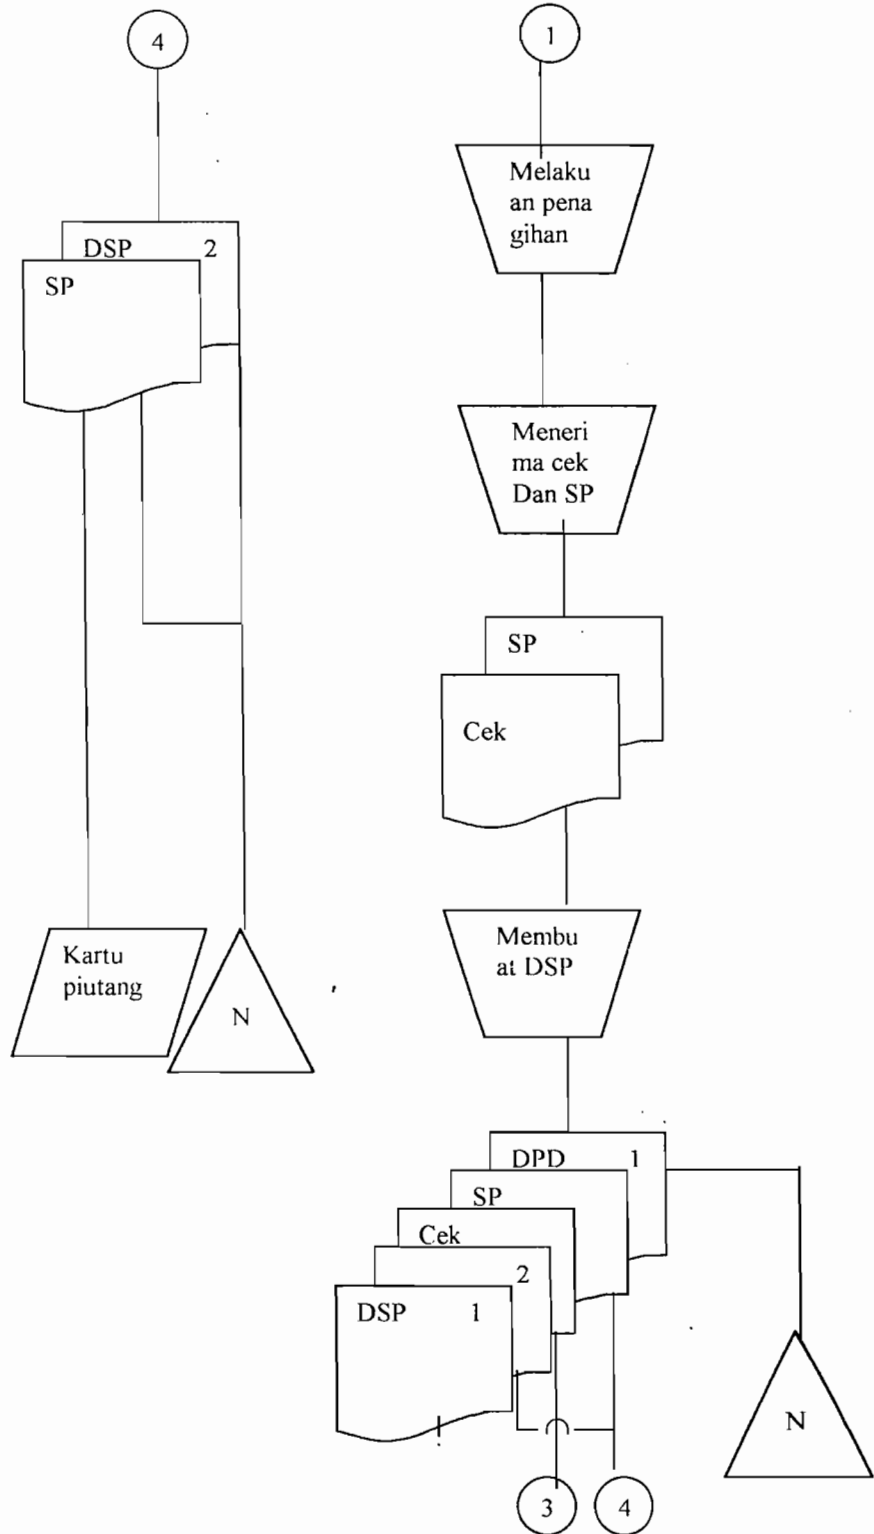 4
DSP 2
SP
Kartu
piutang
N
1
Melaku
an pena
gihan
Meneri
ma cek
Dan SP
SP
Cek
Membu
at DSP
DPD 1
SP
Cek
2
DSP 1
N
3
4